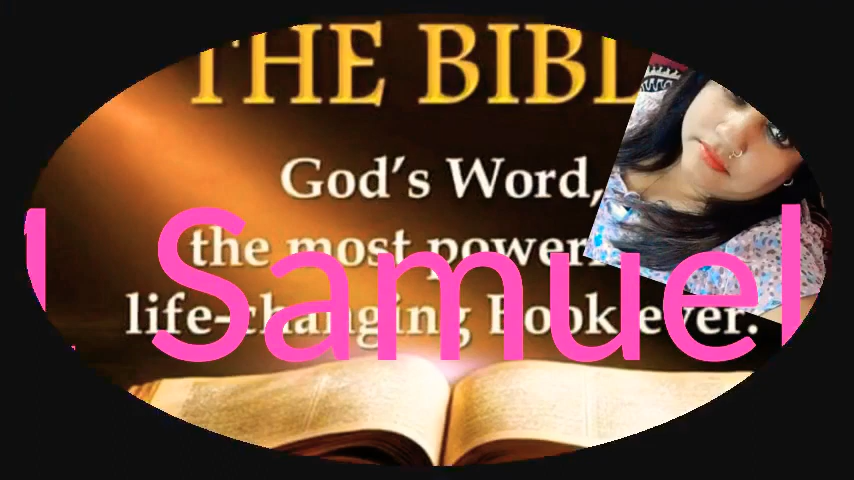 THE BIBL
God's Word,
the most power
life-changing Book ever.
Samuel